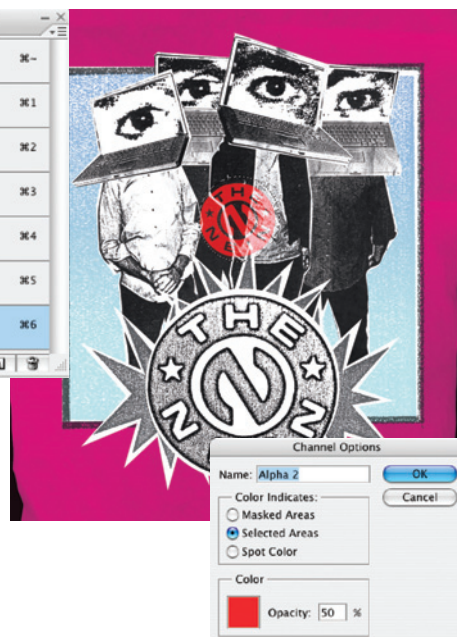 ⌘~
⌘1
⌘2
⌘3
⌘4
⌘5
⌘6
THE
THE
Channel Options
Name: Alpha 2
OK
Cancel
Color Indicates:
Masked Areas
Selected Areas
Spot Color
Color
Opacity: 50 %